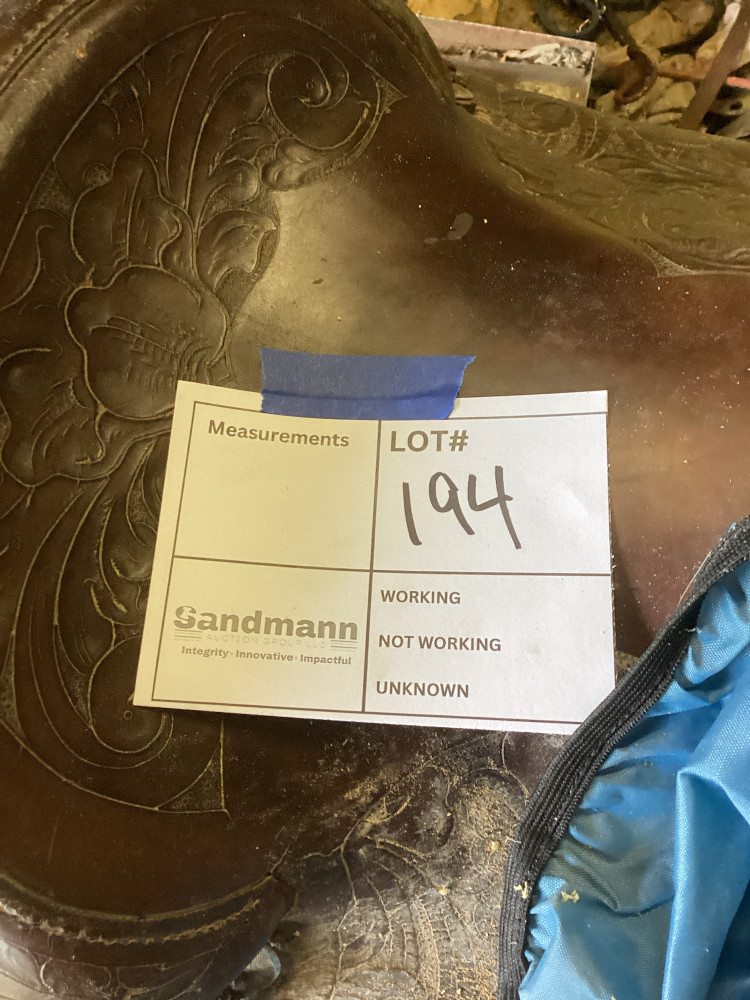 Measurements
LOT#
194
Sandmann
AUCTION GROUP LLC
Integrity · Innovative · Impactful
WORKING
NOT WORKING
UNKNOWN